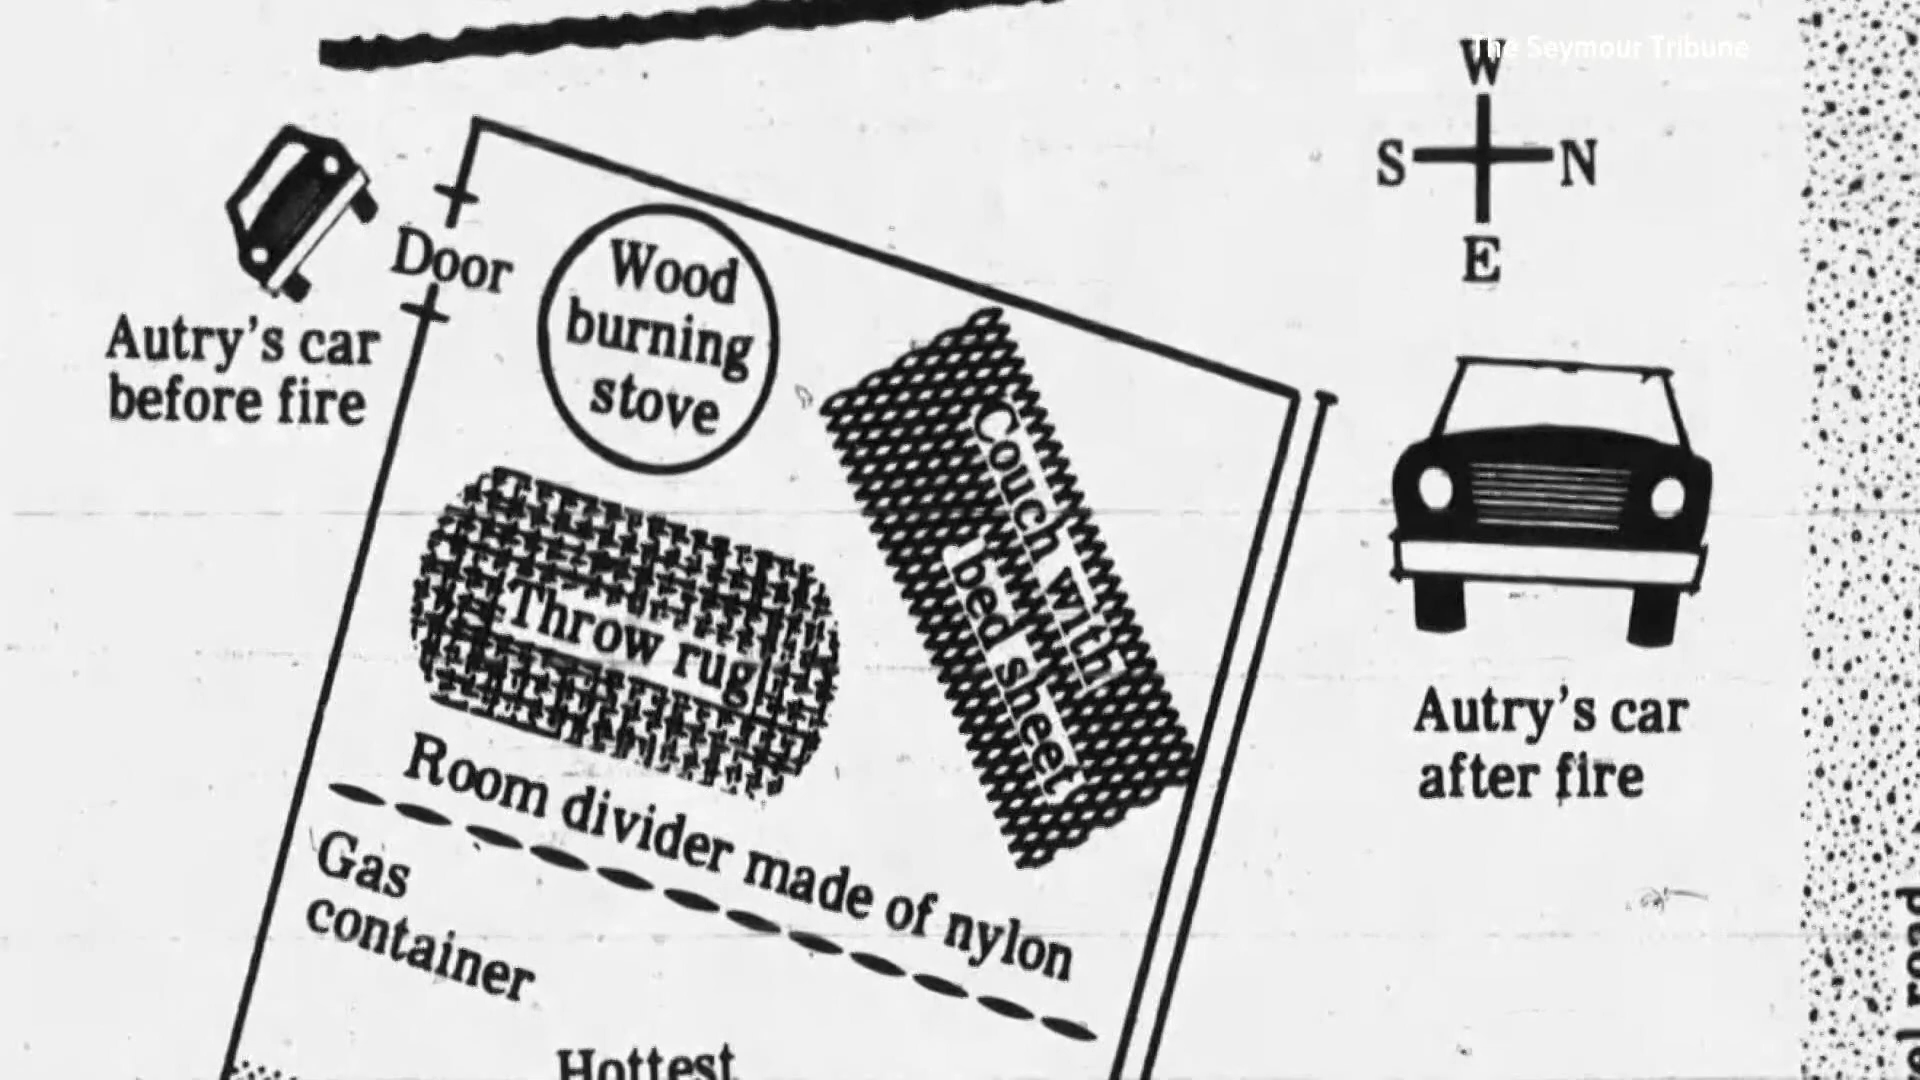 The Seymour Tribune
W
S
N
E
Door
Wood
burning
stove
Autry's car
before fire
Couch with
bed sheet
Throw rug
Autry's car
after fire
Room divider made of nylon
Gas
container
Hottest
road